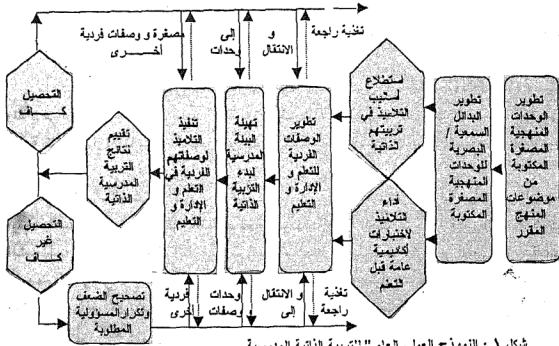 تغذية راجعة
و الانتقال
إلى
وحدات
مصغرة و وصفات فردية
أخرى
التحصيل
كاف
تطوير
الوحدات
المنهجية
المصغرة
المكتوبة
من
موضوعات
المنهج
المقرر
تطوير
البدائل
السمعية /
البصرية
للوحدات
المنهجية
المصغرة
المكتوبة
استطلاع
أساليب
التلاميذ في
تربيتهم
الذاتية
أداء
التلاميذ
لاختبارات
أكاديمية
عامة قبل
التعلم
تطوير
الوصفات
الفردية
للتعلم و
الإدارة و
التعليم
تهيئة
البيئة
المدرسية
لبدء
التربية
الذاتية
تنفيذ
التلاميذ
لوصفاتهم
الفردية في
التعلم و
الإدارة و
التعليم
تقييم
نتائج
التربية
المدرسية
الذاتية
التحصيل
غير
كاف
تصحيح الضعف
وتكرار المسؤولية
المطلوبة
تغذية
راجعة
و الانتقال
إلى
وحدات
و وصفات
فردية
أخرى
شكل ١ : النموذج العملي العام " للتربية الذاتية المدرسية